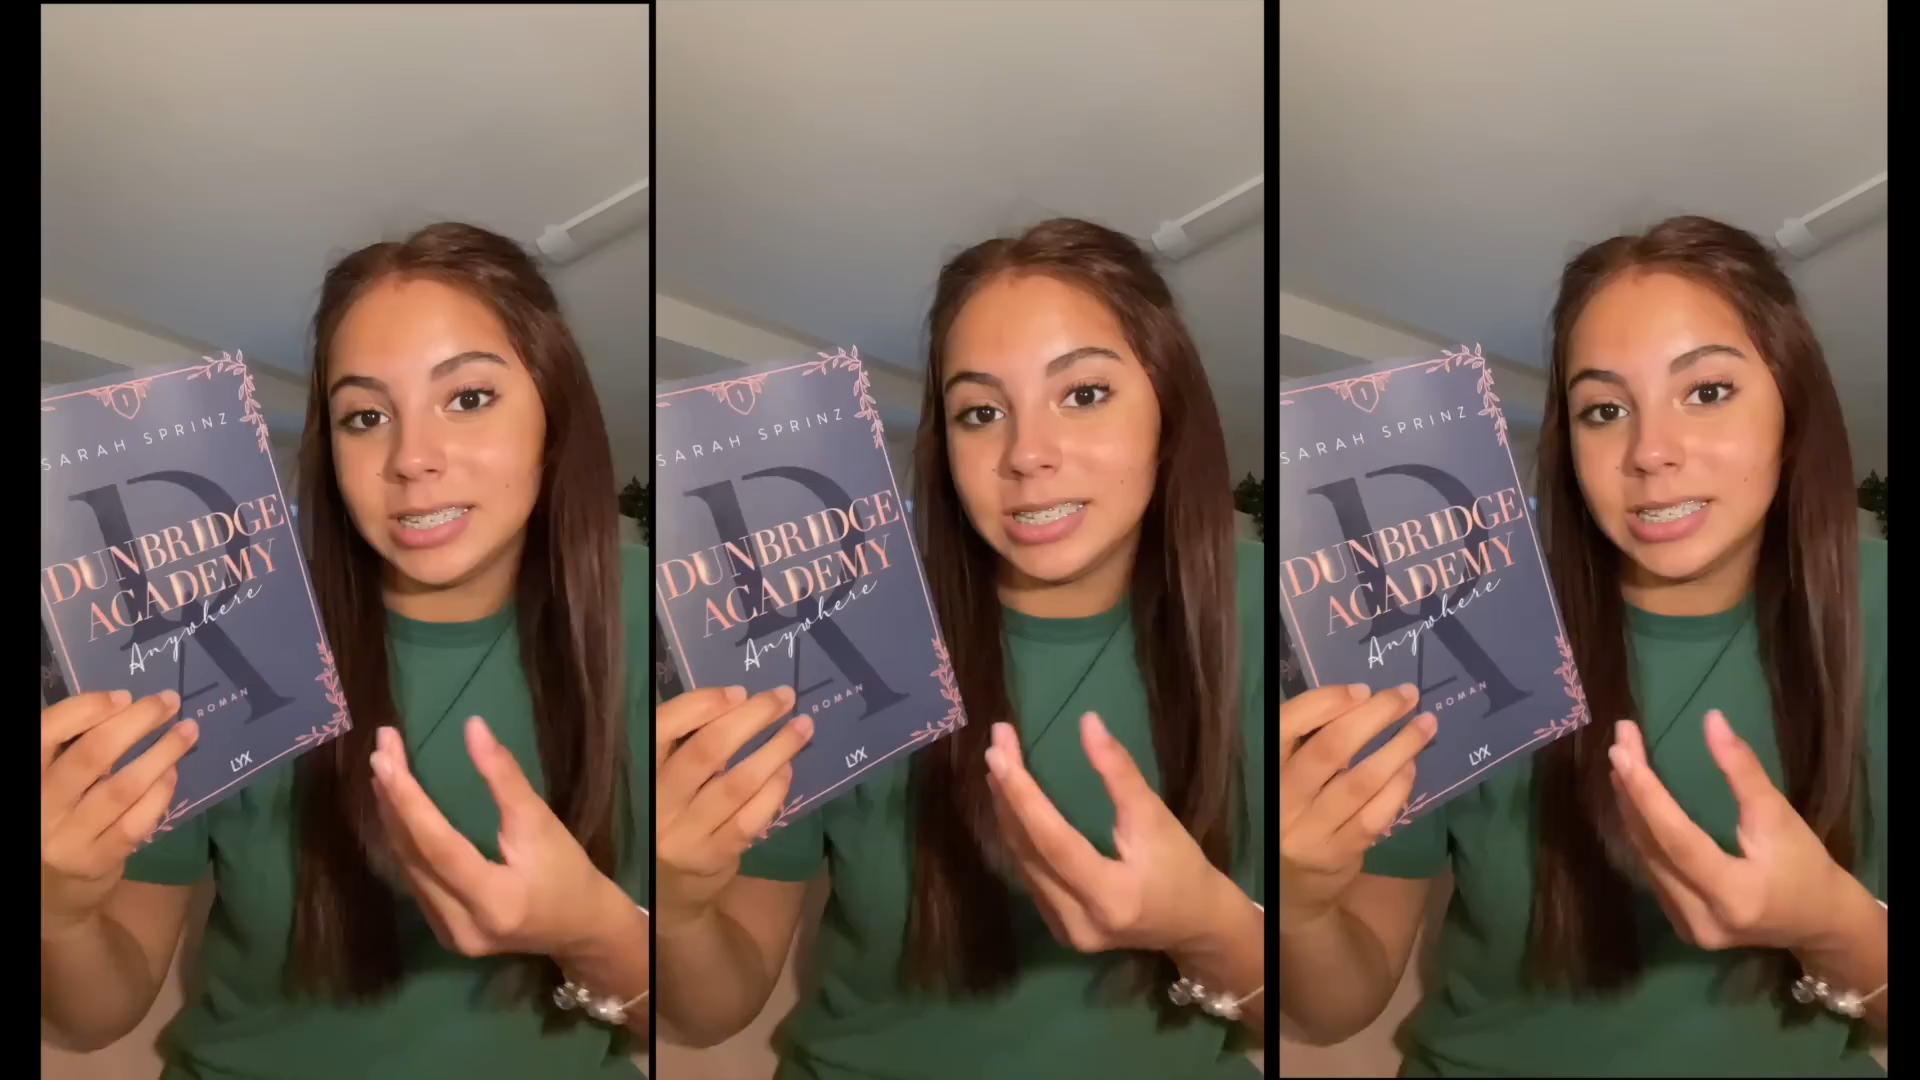 1
SARAH SPRINZ
DUNBRIDGE
ACADEMY
Anywhere
ROMAN
LYX
1
SARAH SPRINZ
DUNBRIDGE
ACADEMY
Anywhere
ROMAN
LYX
1
SARAH SPRINZ
DUNBRIDGE
ACADEMY
Anywhere
ROMAN
LYX